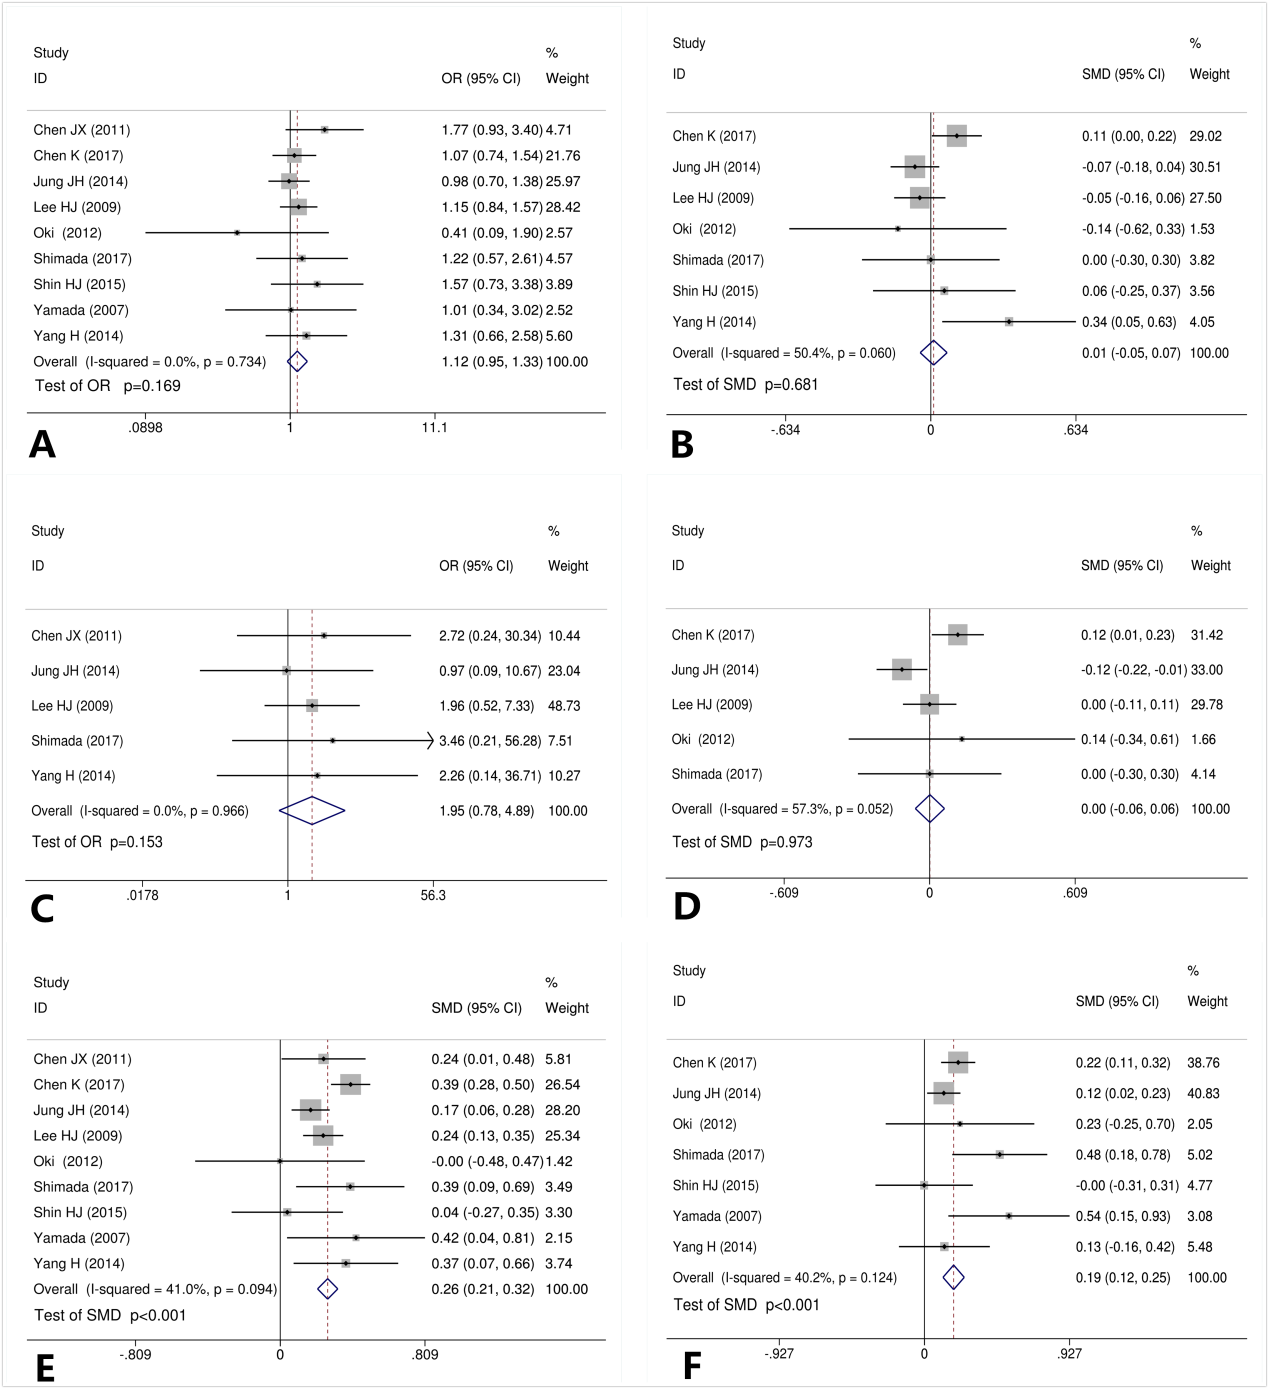 Study %
ID OR (95% CI) Weight
Chen JX (2011) 1.77 (0.93, 3.40) 4.71
Chen K (2017) 1.07 (0.74, 1.54) 21.76
Jung JH (2014) 0.98 (0.70, 1.38) 25.97
Lee HJ (2009) 1.15 (0.84, 1.57) 28.42
Oki (2012) 0.41 (0.09, 1.90) 2.57
Shimada (2017) 1.22 (0.57, 2.61) 4.57
Shin HJ (2015) 1.57 (0.73, 3.38) 3.89
Yamada (2007) 1.01 (0.34, 3.02) 2.52
Yang H (2014) 1.31 (0.66, 2.58) 5.60
Overall (I-squared = 0.0%, p = 0.734) 1.12 (0.95, 1.33) 100.00
Test of OR p=0.169
.0898 1 11.1
A
Study %
ID SMD (95% CI) Weight
Chen K (2017) 0.11 (0.00, 0.22) 29.02
Jung JH (2014) -0.07 (-0.18, 0.04) 30.51
Lee HJ (2009) -0.05 (-0.16, 0.06) 27.50
Oki (2012) -0.14 (-0.62, 0.33) 1.53
Shimada (2017) 0.00 (-0.30, 0.30) 3.82
Shin HJ (2015) 0.06 (-0.25, 0.37) 3.56
Yang H (2014) 0.34 (0.05, 0.63) 4.05
Overall (I-squared = 50.4%, p = 0.060) 0.01 (-0.05, 0.07) 100.00
Test of SMD p=0.681
-.634 0 .634
B
Study %
ID OR (95% CI) Weight
Chen JX (2011) 2.72 (0.24, 30.34) 10.44
Jung JH (2014) 0.97 (0.09, 10.67) 23.04
Lee HJ (2009) 1.96 (0.52, 7.33) 48.73
Shimada (2017) 3.46 (0.21, 56.28) 7.51
Yang H (2014) 2.26 (0.14, 36.71) 10.27
Overall (I-squared = 0.0%, p = 0.966) 1.95 (0.78, 4.89) 100.00
Test of OR p=0.153
.0178 1 56.3
C
Study %
ID SMD (95% CI) Weight
Chen K (2017) 0.12 (0.01, 0.23) 31.42
Jung JH (2014) -0.12 (-0.22, -0.01) 33.00
Lee HJ (2009) 0.00 (-0.11, 0.11) 29.78
Oki (2012) 0.14 (-0.34, 0.61) 1.66
Shimada (2017) 0.00 (-0.30, 0.30) 4.14
Overall (I-squared = 57.3%, p = 0.052) 0.00 (-0.06, 0.06) 100.00
Test of SMD p=0.973
-.609 0 .609
D
Study %
ID SMD (95% CI) Weight
Chen JX (2011) 0.24 (0.01, 0.48) 5.81
Chen K (2017) 0.39 (0.28, 0.50) 26.54
Jung JH (2014) 0.17 (0.06, 0.28) 28.20
Lee HJ (2009) 0.24 (0.13, 0.35) 25.34
Oki (2012) -0.00 (-0.48, 0.47) 1.42
Shimada (2017) 0.39 (0.09, 0.69) 3.49
Shin HJ (2015) 0.04 (-0.27, 0.35) 3.30
Yamada (2007) 0.42 (0.04, 0.81) 2.15
Yang H (2014) 0.37 (0.07, 0.66) 3.74
Overall (I-squared = 41.0%, p = 0.094) 0.26 (0.21, 0.32) 100.00
Test of SMD p<0.001
-.809 0 .809
E
Study %
ID SMD (95% CI) Weight
Chen K (2017) 0.22 (0.11, 0.32) 38.76
Jung JH (2014) 0.12 (0.02, 0.23) 40.83
Oki (2012) 0.23 (-0.25, 0.70) 2.05
Shimada (2017) 0.48 (0.18, 0.78) 5.02
Shin HJ (2015) -0.00 (-0.31, 0.31) 4.77
Yamada (2007) 0.54 (0.15, 0.93) 3.08
Yang H (2014) 0.13 (-0.16, 0.42) 5.48
Overall (I-squared = 40.2%, p = 0.124) 0.19 (0.12, 0.25) 100.00
Test of SMD p<0.001
-.927 0 .927
F